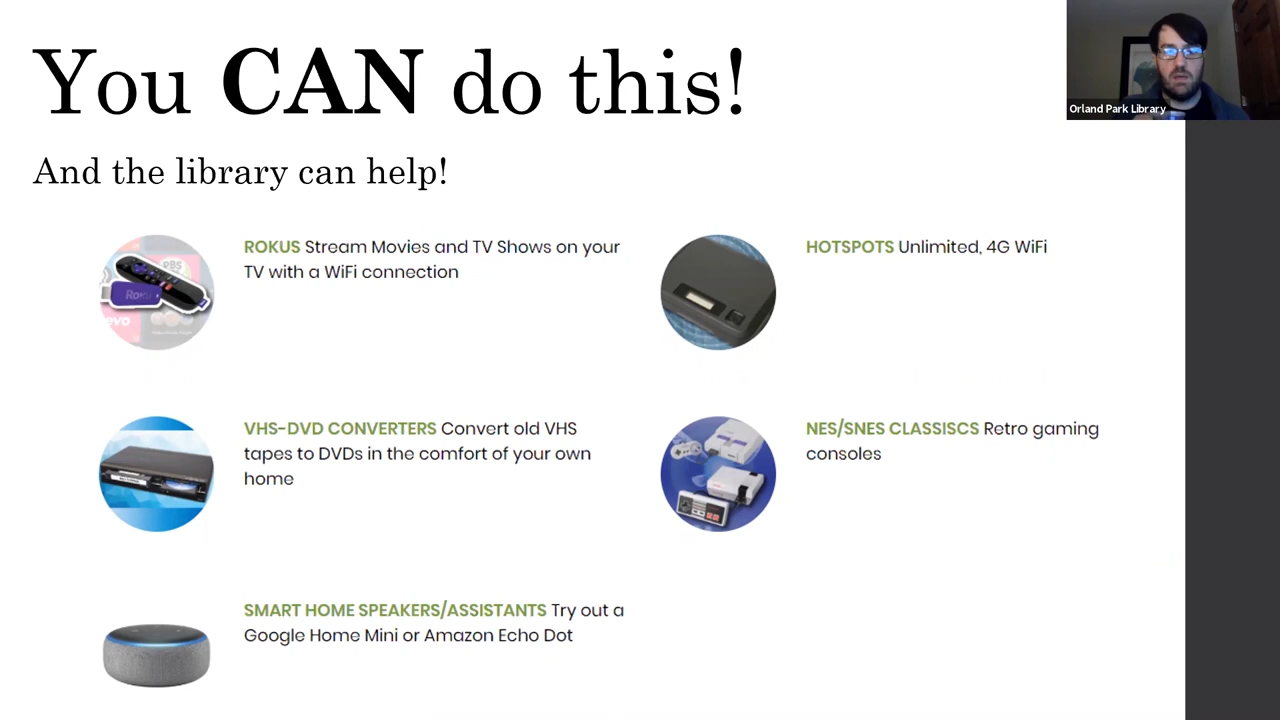 You CAN do this!
Orland Park Library
And the library can help!
ROKUS Stream Movies and TV Shows on your
TV with a WiFi connection
Roku
HOTSPOTS Unlimited, 4G WiFi
VHS-DVD CONVERTERS Convert old VHS
tapes to DVDs in the comfort of your own
home
NES/SNES CLASSISCS Retro gaming
consoles
SMART HOME SPEAKERS/ASSISTANTS Try out a
Google Home Mini or Amazon Echo Dot